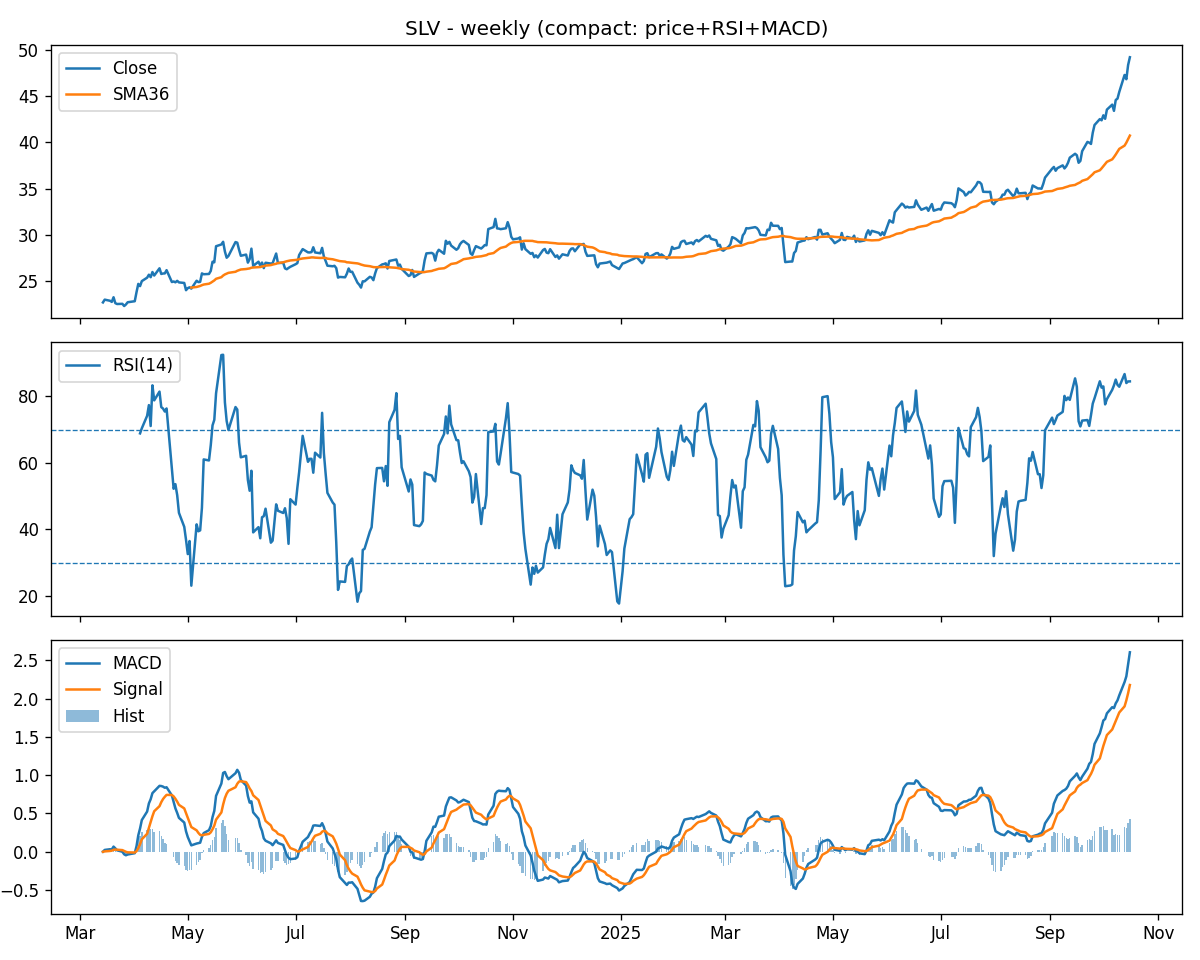 SLV - weekly (compact: price+RSI+MACD)
50
45
40
35
30
25
Close
SMA36
80
60
40
20
RSI(14)
2.5
2.0
1.5
1.0
0.5
0.0
−0.5
MACD
Signal
Hist
Mar May Jul Sep Nov 2025 Mar May Jul Sep Nov